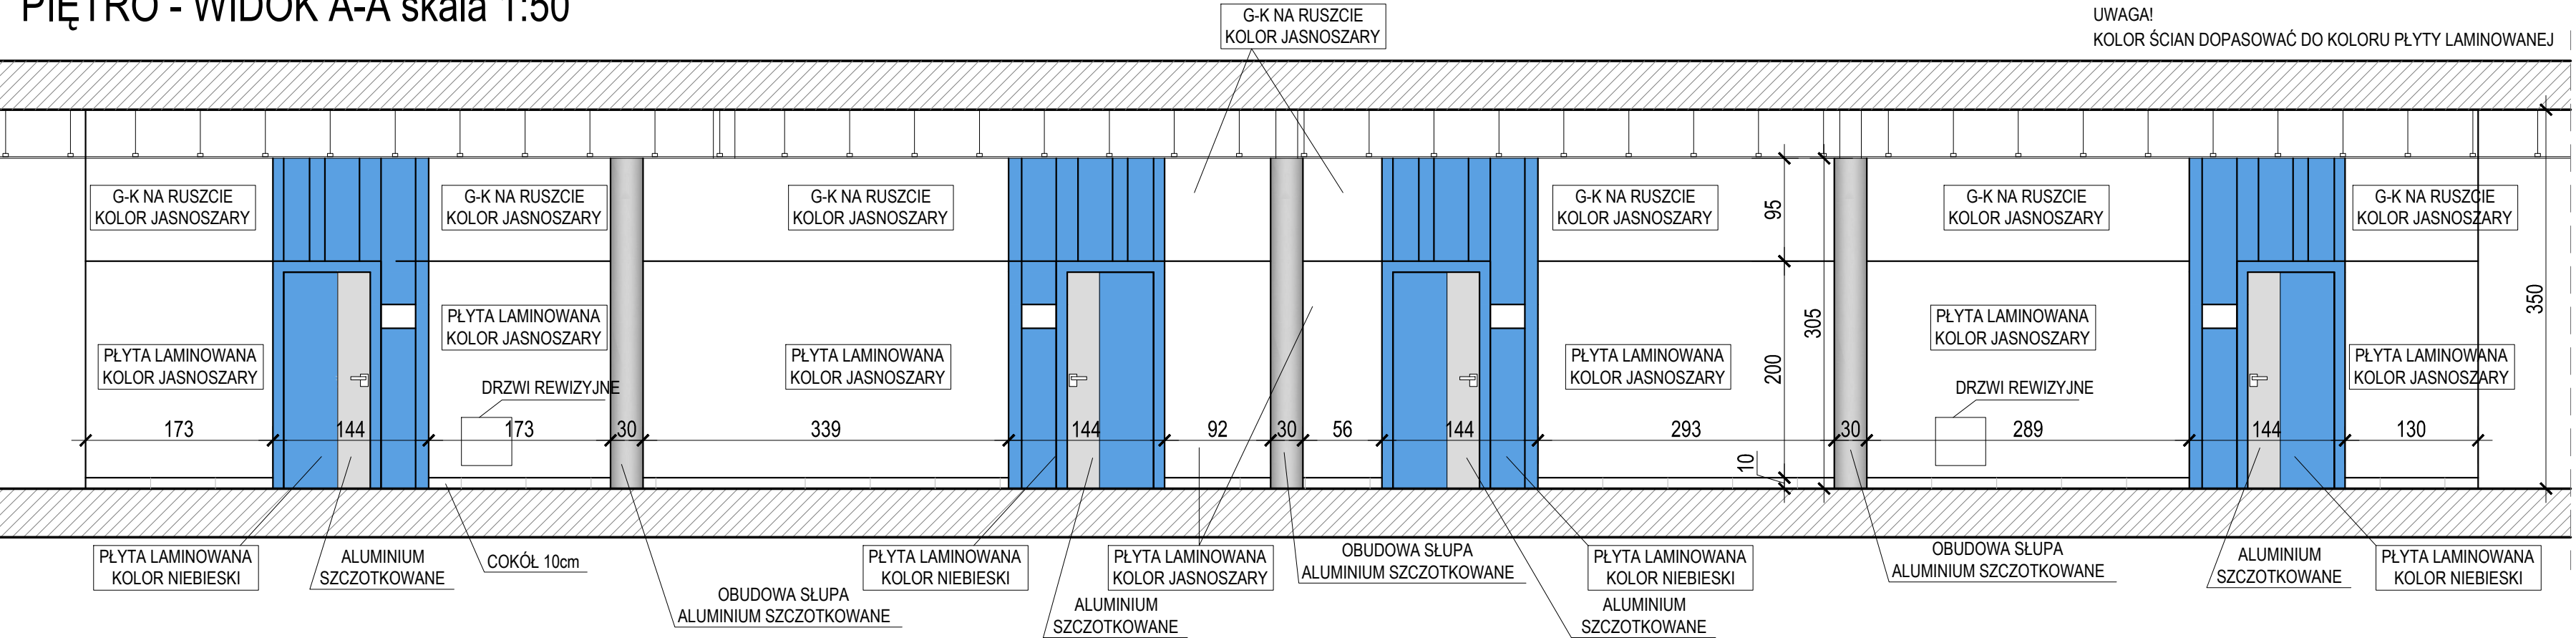 PIĘTRO - WIDOK A-A skala 1:50
G-K NA RUSZCIE
KOLOR JASNOSZARY
UWAGA!
KOLOR ŚCIAN DOPASOWAĆ DO KOLORU PŁYTY LAMINOWANEJ
G-K NA RUSZCIE
KOLOR JASNOSZARY
G-K NA RUSZCIE
KOLOR JASNOSZARY
G-K NA RUSZCIE
KOLOR JASNOSZARY
G-K NA RUSZCIE
KOLOR JASNOSZARY
95
G-K NA RUSZCIE
KOLOR JASNOSZARY
G-K NA RUSZCIE
KOLOR JASNOSZARY
350
PŁYTA LAMINOWANA
KOLOR JASNOSZARY
PŁYTA LAMINOWANA
KOLOR JASNOSZARY
PŁYTA LAMINOWANA
KOLOR JASNOSZARY
PŁYTA LAMINOWANA
KOLOR JASNOSZARY
200
305
PŁYTA LAMINOWANA
KOLOR JASNOSZARY
PŁYTA LAMINOWANA
KOLOR JASNOSZARY
DRZWI REWIZYJNE
DRZWI REWIZYJNE
173 144 173 30 339 144 92 30 56 144 293 30 289 144 130
10
PŁYTA LAMINOWANA
KOLOR NIEBIESKI
ALUMINIUM
SZCZOTKOWANE
COKÓŁ 10cm
OBUDOWA SŁUPA
ALUMINIUM SZCZOTKOWANE
PŁYTA LAMINOWANA
KOLOR NIEBIESKI
ALUMINIUM
SZCZOTKOWANE
PŁYTA LAMINOWANA
KOLOR JASNOSZARY
OBUDOWA SŁUPA
ALUMINIUM SZCZOTKOWANE
ALUMINIUM
SZCZOTKOWANE
PŁYTA LAMINOWANA
KOLOR NIEBIESKI
OBUDOWA SŁUPA
ALUMINIUM SZCZOTKOWANE
ALUMINIUM
SZCZOTKOWANE
PŁYTA LAMINOWANA
KOLOR NIEBIESKI